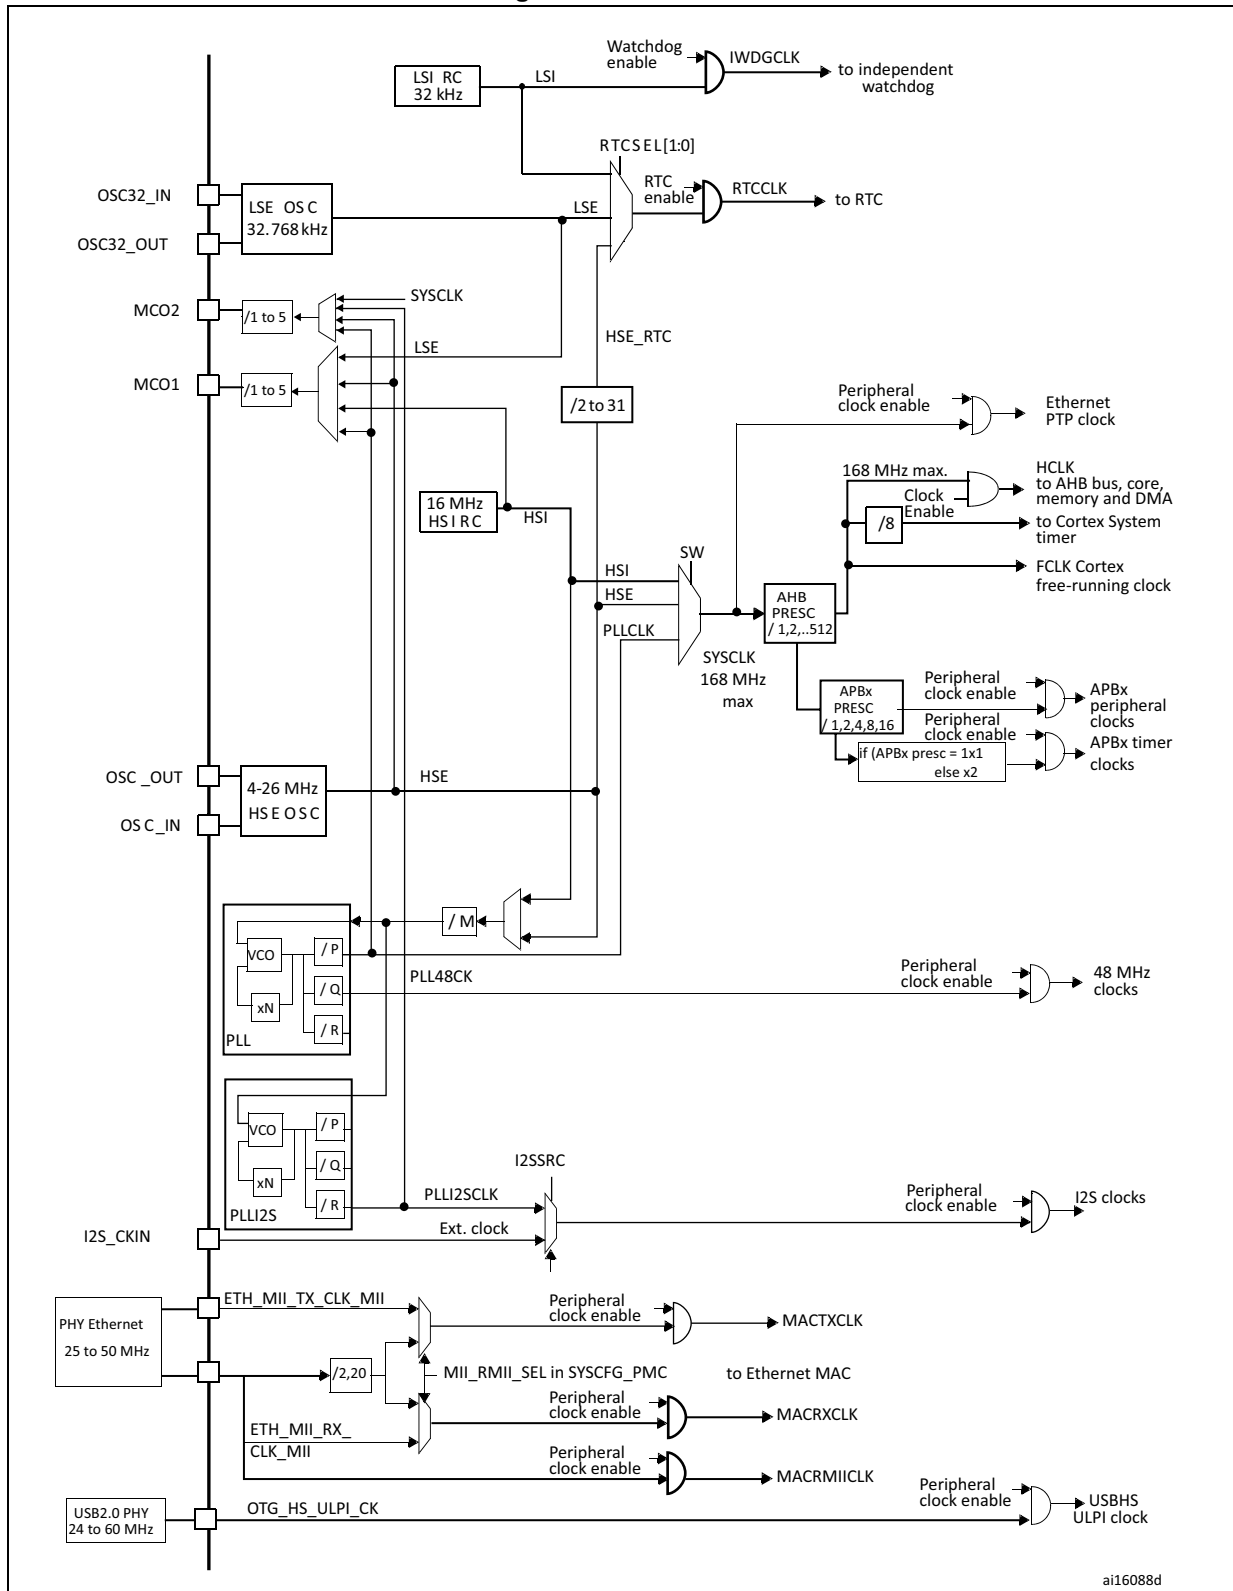 Watchdog
enable
IWDGCLK
to independent
watchdog
LSI RC
32 kHz
LSI
RTCSEL[1:0]
OSC32_IN
OSC32_OUT
LSE OSC
32.768 kHz
LSE
RTC
enable
RTCCLK
to RTC
MCO2
/1 to 5
SYSCLK
HSE_RTC
LSE
MCO1
/1 to 5
/2 to 31
Peripheral
clock enable
Ethernet
PTP clock
16 MHz
HSI RC
HSI
168 MHz max.
Clock
Enable
HCLK
to AHB bus, core,
memory and DMA
/8
to Cortex System
timer
FCLK Cortex
free-running clock
SW
HSI
HSE
PLLCLK
SYSCLK
168 MHz
max
AHB
PRESC
/ 1,2,..512
APBx
PRESC
/ 1,2,4,8,16
Peripheral
clock enable
APBx
peripheral
clocks
Peripheral
clock enable
if (APBx presc = 1x1
else x2
APBx timer
clocks
OSC_OUT
OSC_IN
4-26 MHz
HSE OSC
HSE
/ M
VCO
xN
/ P
/ Q
/ R
PLL
PLL48CK
Peripheral
clock enable
48 MHz
clocks
VCO
xN
/ P
/ Q
/ R
PLLI2S
I2SSRC
PLLI2SCLK
Ext. clock
I2S_CKIN
Peripheral
clock enable
I2S clocks
PHY Ethernet
25 to 50 MHz
ETH_MII_TX_CLK_MII
Peripheral
clock enable
MACTXCLK
/2,20
MII_RMII_SEL in SYSCFG_PMC
to Ethernet MAC
ETH_MII_RX_
CLK_MII
Peripheral
clock enable
MACRXCLK
Peripheral
clock enable
MACRMIICLK
USB2.0 PHY
24 to 60 MHz
OTG_HS_ULPI_CK
Peripheral
clock enable
USBHS
ULPI clock
ai16088d